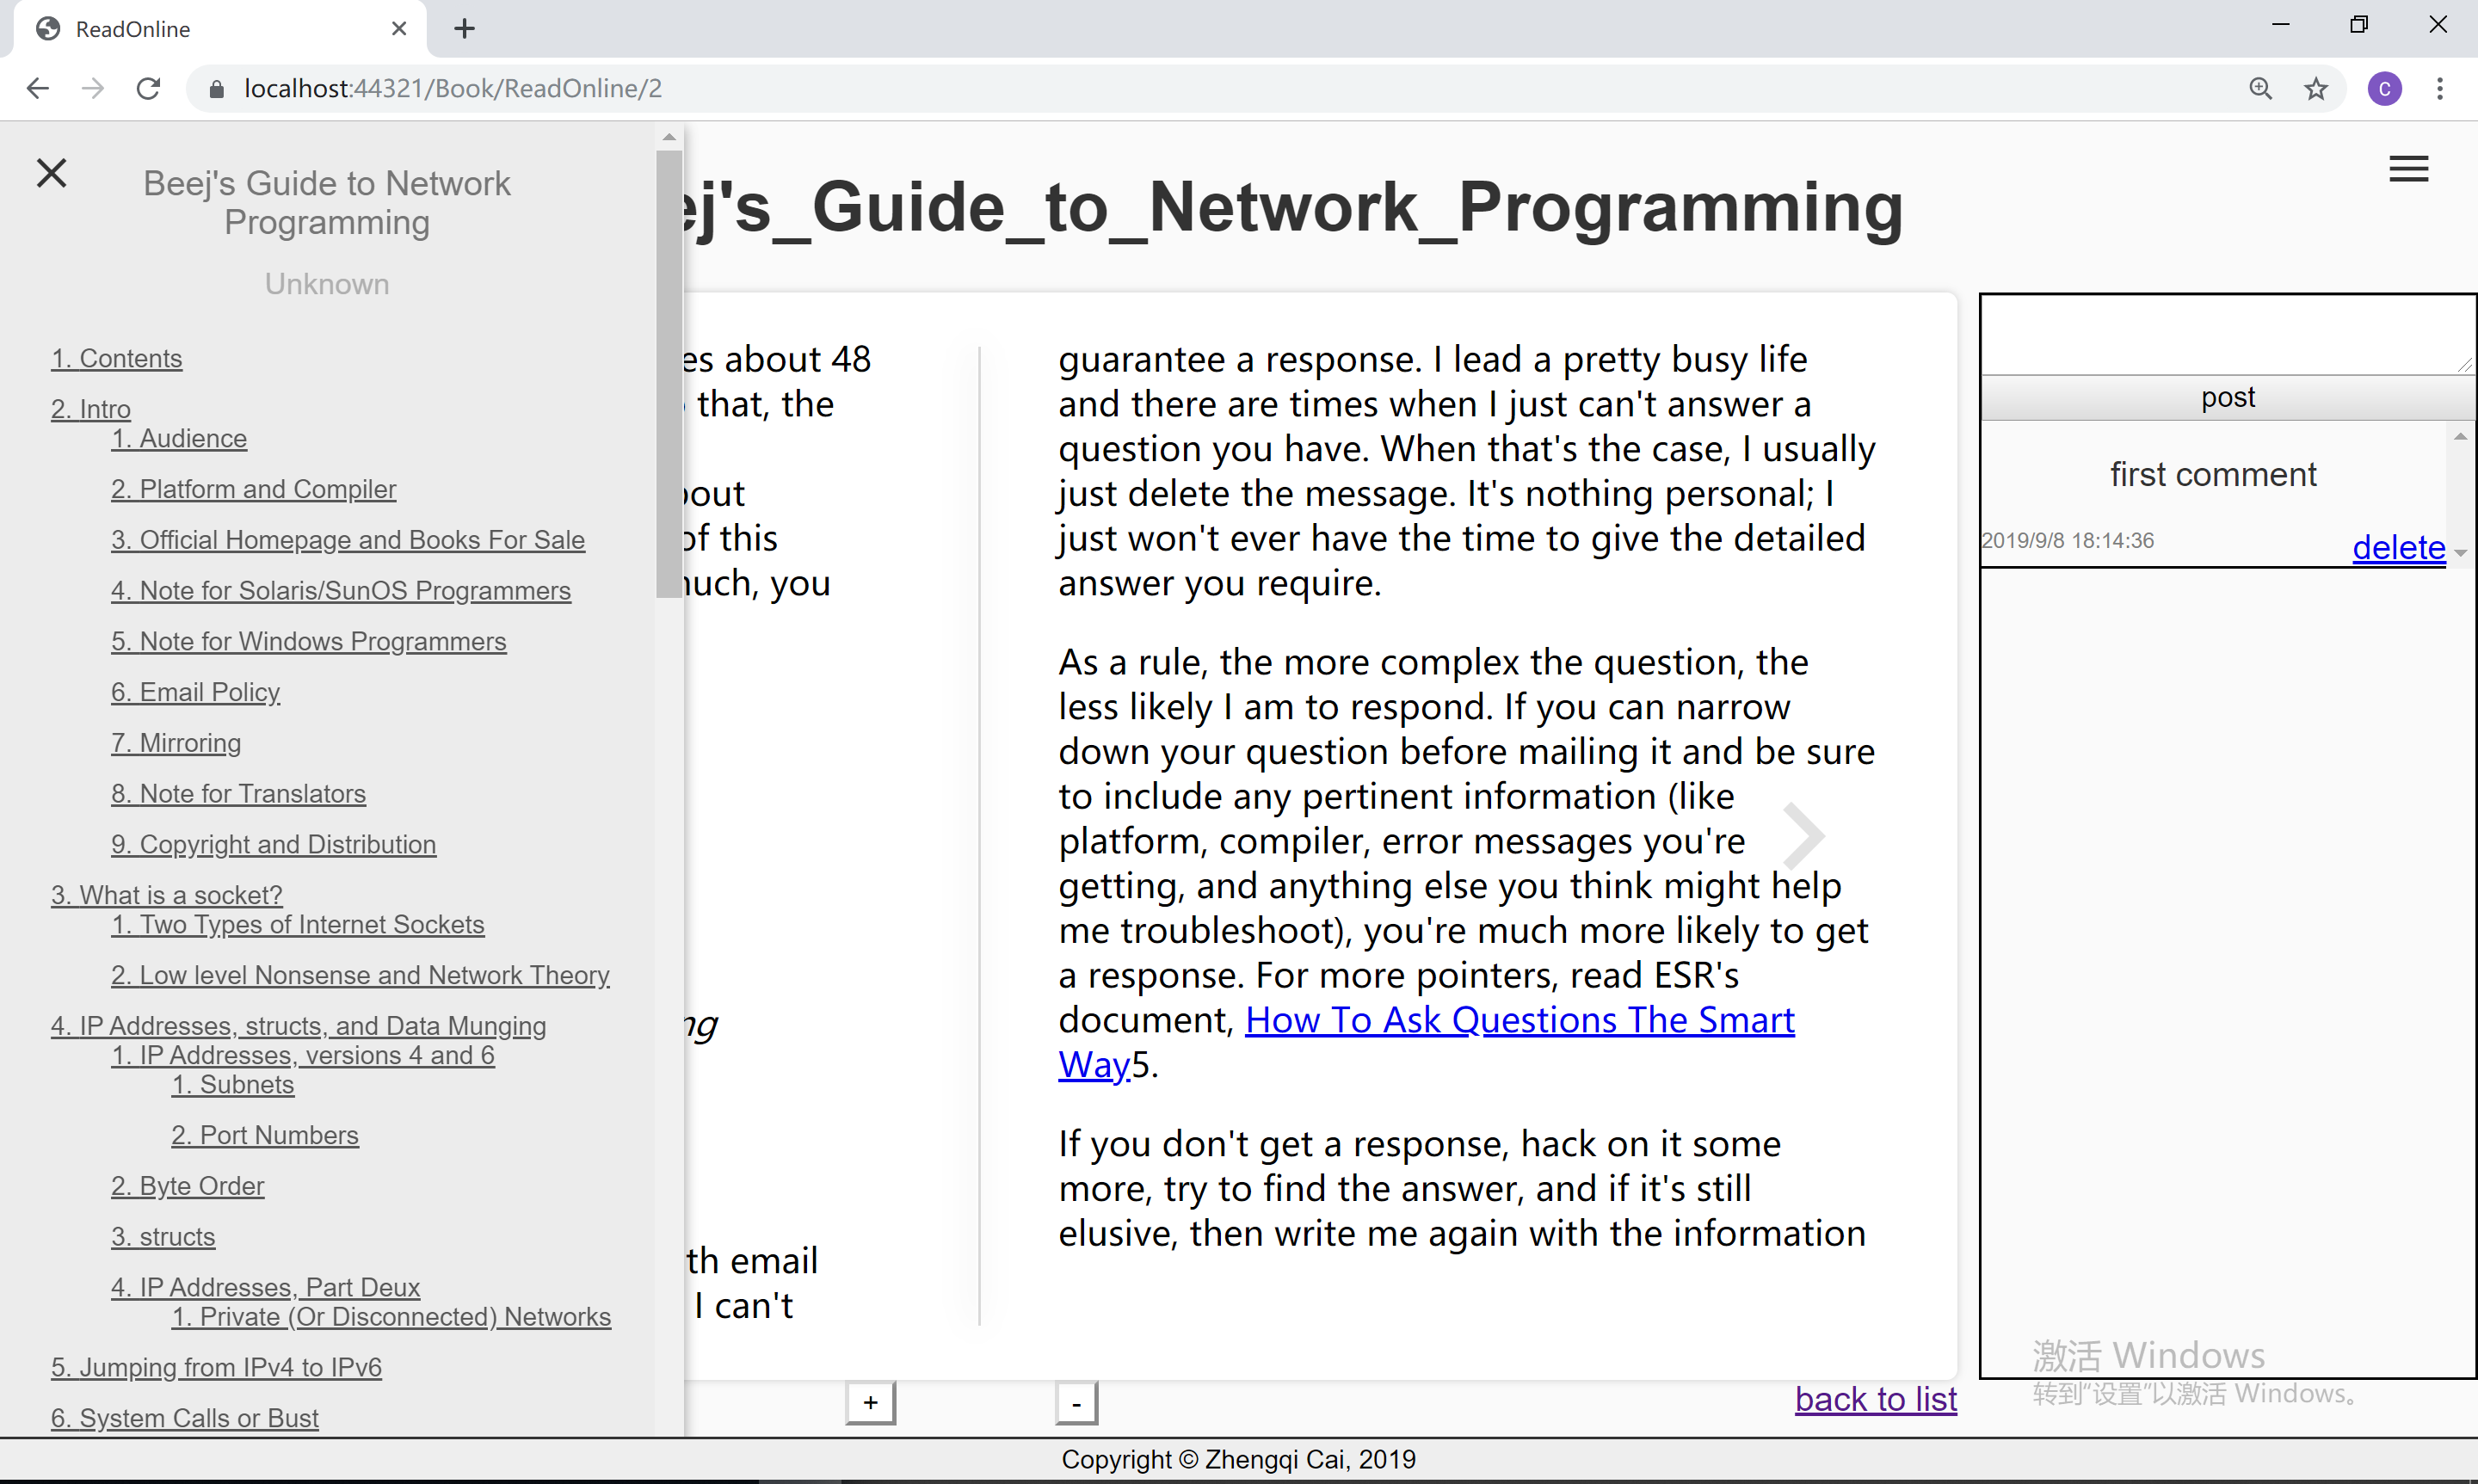 ReadOnline
localhost:44321/Book/ReadOnline/2
C
Beej's Guide to Network
Programming
Unknown
1. Contents
2. Intro
1. Audience
2. Platform and Compiler
3. Official Homepage and Books For Sale
4. Note for Solaris/SunOS Programmers
5. Note for Windows Programmers
6. Email Policy
7. Mirroring
8. Note for Translators
9. Copyright and Distribution
3. What is a socket?
1. Two Types of Internet Sockets
2. Low level Nonsense and Network Theory
4. IP Addresses, structs, and Data Munging
1. IP Addresses, versions 4 and 6
1. Subnets
2. Port Numbers
2. Byte Order
3. structs
4. IP Addresses, Part Deux
1. Private (Or Disconnected) Networks
5. Jumping from IPv4 to IPv6
6. System Calls or Bust
ej's_Guide_to_Network_Programming
es about 48
that, the
out
of this
uch, you
ng
th email
I can't
guarantee a response. I lead a pretty busy life
and there are times when I just can't answer a
question you have. When that's the case, I usually
just delete the message. It's nothing personal; I
just won't ever have the time to give the detailed
answer you require.
As a rule, the more complex the question, the
less likely I am to respond. If you can narrow
down your question before mailing it and be sure
to include any pertinent information (like
platform, compiler, error messages you're
getting, and anything else you think might help
me troubleshoot), you're much more likely to get
a response. For more pointers, read ESR's
document, How To Ask Questions The Smart
Way5.
If you don't get a response, hack on it some
more, try to find the answer, and if it's still
elusive, then write me again with the information
post
first comment
2019/9/8 18:14:36
delete
+
-
back to list
激活 Windows
转到“设置”以激活 Windows。
Copyright © Zhengqi Cai, 2019